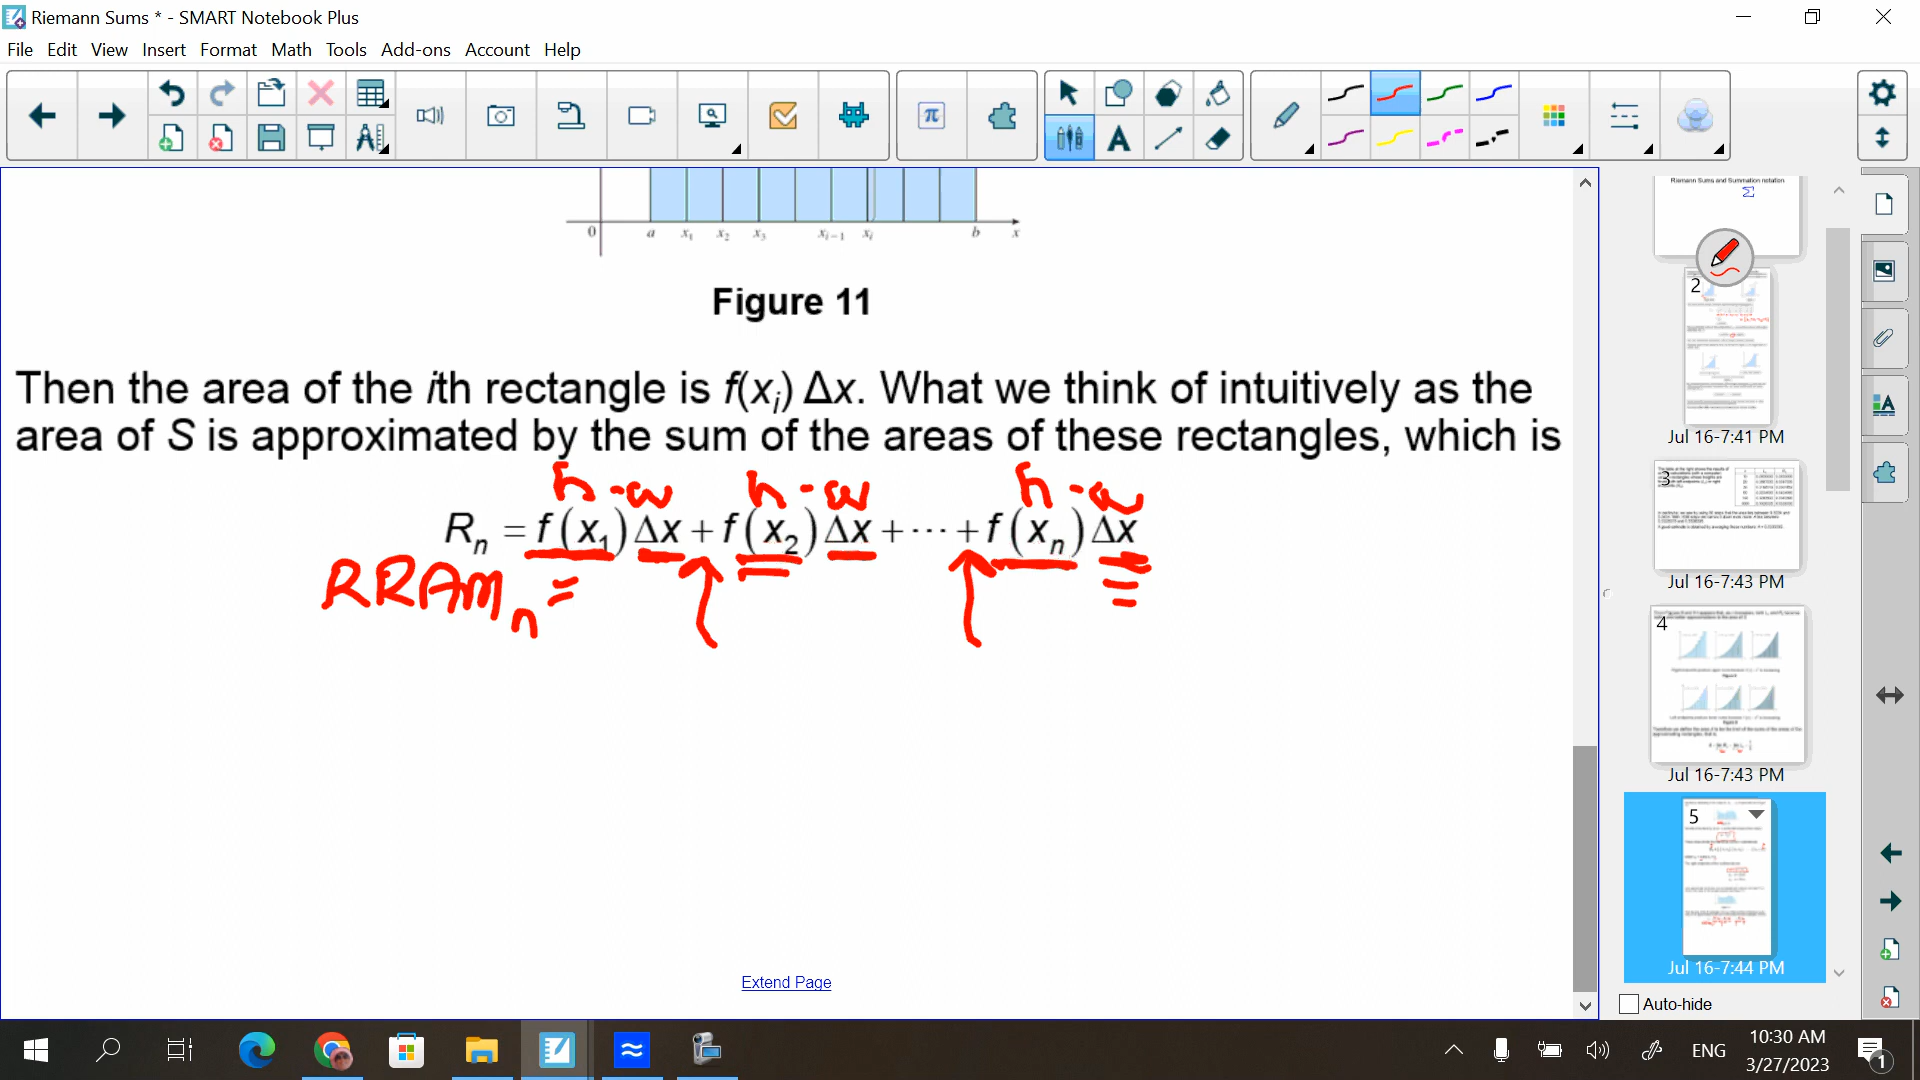 Riemann Sums * - SMART Notebook Plus
File Edit View Insert Format Math Tools Add-ons Account Help
π
A
0 a x₁ x₂ x₃ xᵢ₋₁ xᵢ b x
Figure 11
Then the area of the ith rectangle is f(xᵢ) Δx. What we think of intuitively as the
area of S is approximated by the sum of the areas of these rectangles, which is
h · w h · w h · w
Rₙ = f(x₁) Δx + f(x₂) Δx + ··· + f(xₙ) Δx
RRAMₙ =
Extend Page
Riemann Sums and Summation notation
Σ
2
Jul 16-7:41 PM
3
Jul 16-7:43 PM
4
Jul 16-7:43 PM
5
Jul 16-7:44 PM
Auto-hide
ENG
10:30 AM
3/27/2023
1